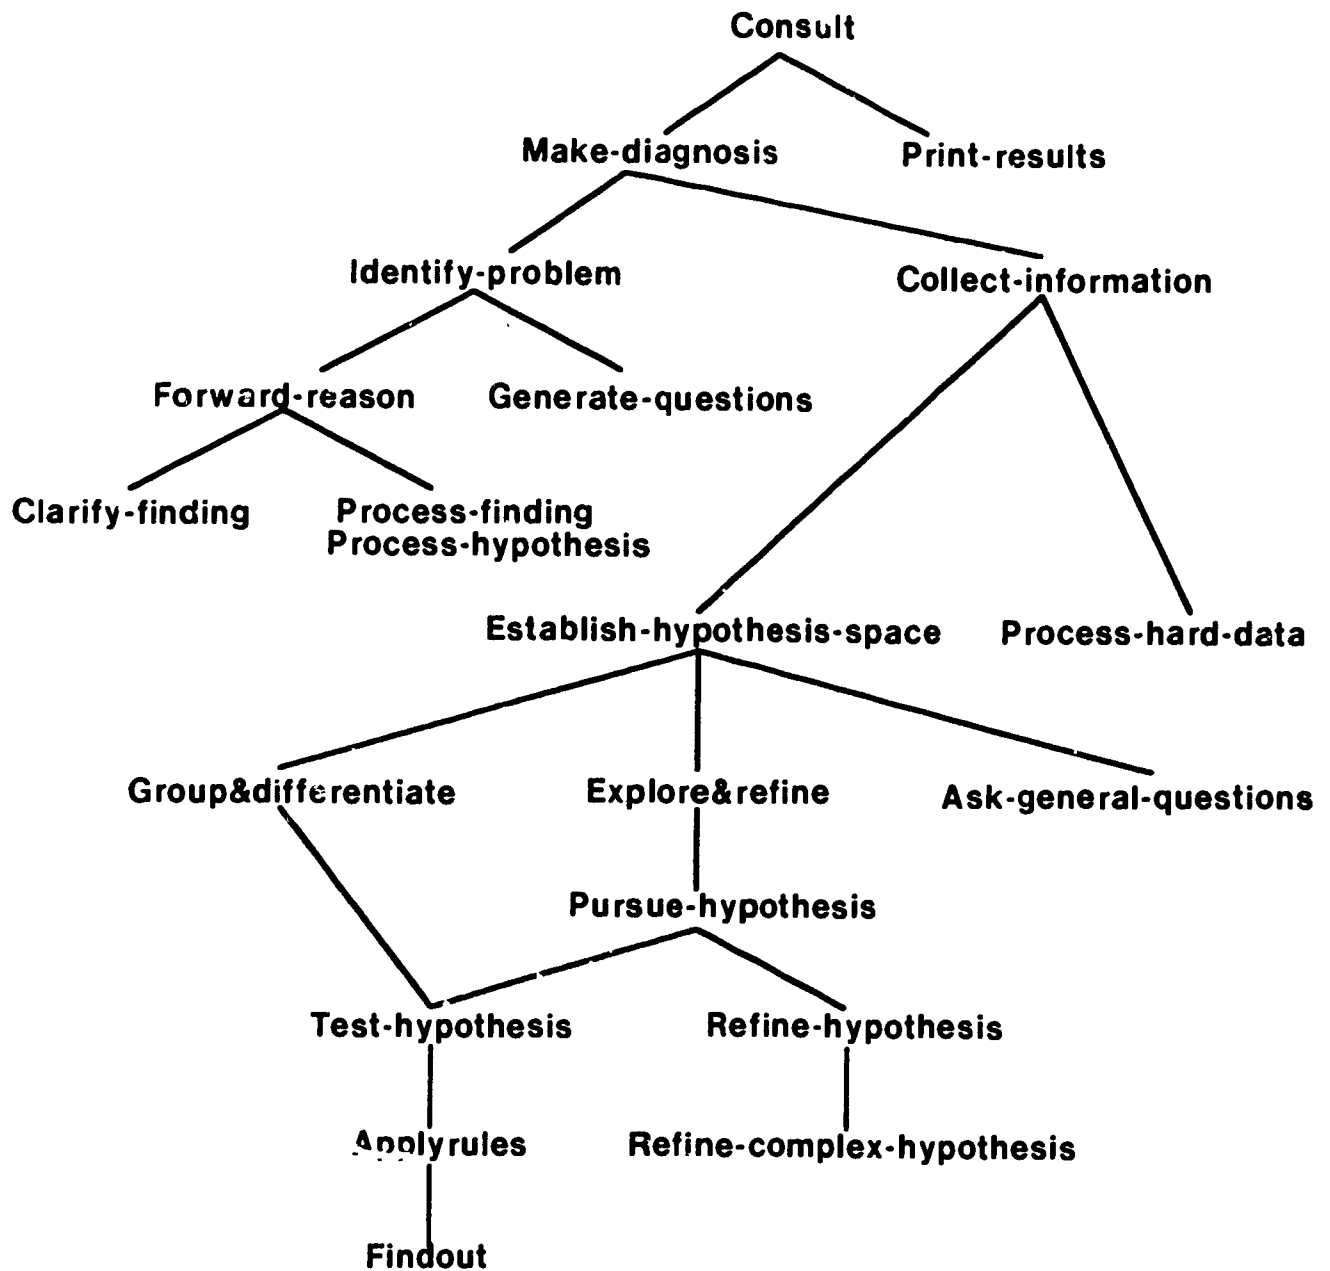 Consult
Make-diagnosis
Print-results
Identify-problem
Collect-information
Forward-reason
Generate-questions
Clarify-finding
Process-finding
Process-hypothesis
Establish-hypothesis-space
Process-hard-data
Group&differentiate
Explore&refine
Ask-general-questions
Pursue-hypothesis
Test-hypothesis
Refine-hypothesis
Applyrules
Refine-complex-hypothesis
Findout